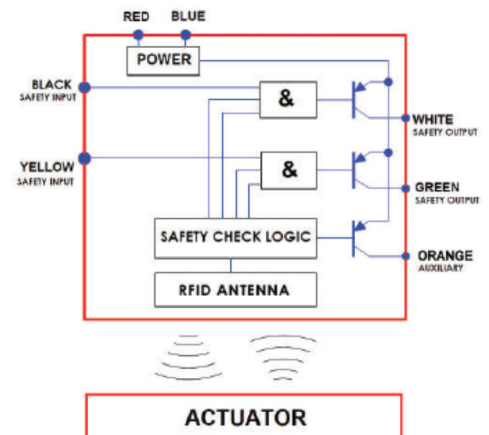 RED BLUE
POWER
BLACK
SAFETY INPUT
&
WHITE
SAFETY OUTPUT
YELLOW
SAFETY INPUT
&
GREEN
SAFETY OUTPUT
SAFETY CHECK LOGIC
ORANGE
AUXILIARY
RFID ANTENNA
ACTUATOR